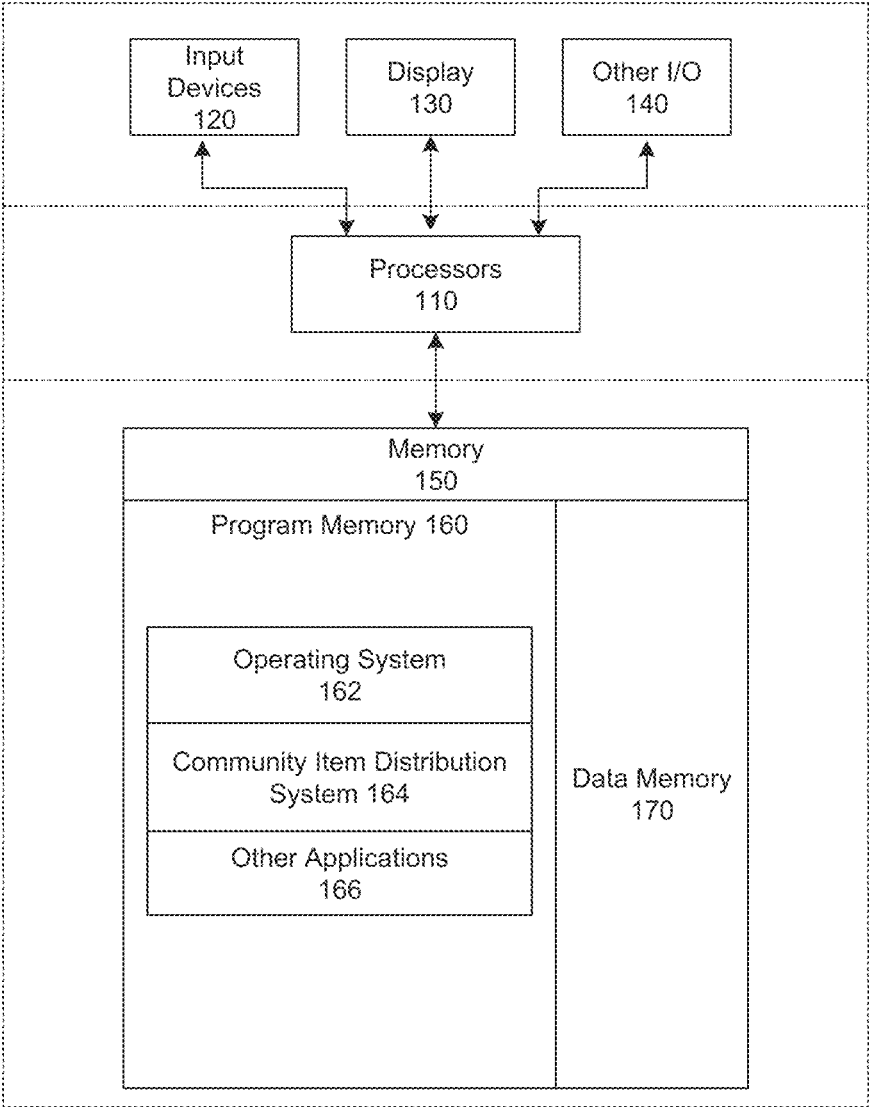 Input
Devices
120
Display
130
Other I/O
140
Processors
110
Memory
150
Program Memory 160
Operating System
162
Community Item Distribution
System 164
Other Applications
166
Data Memory
170